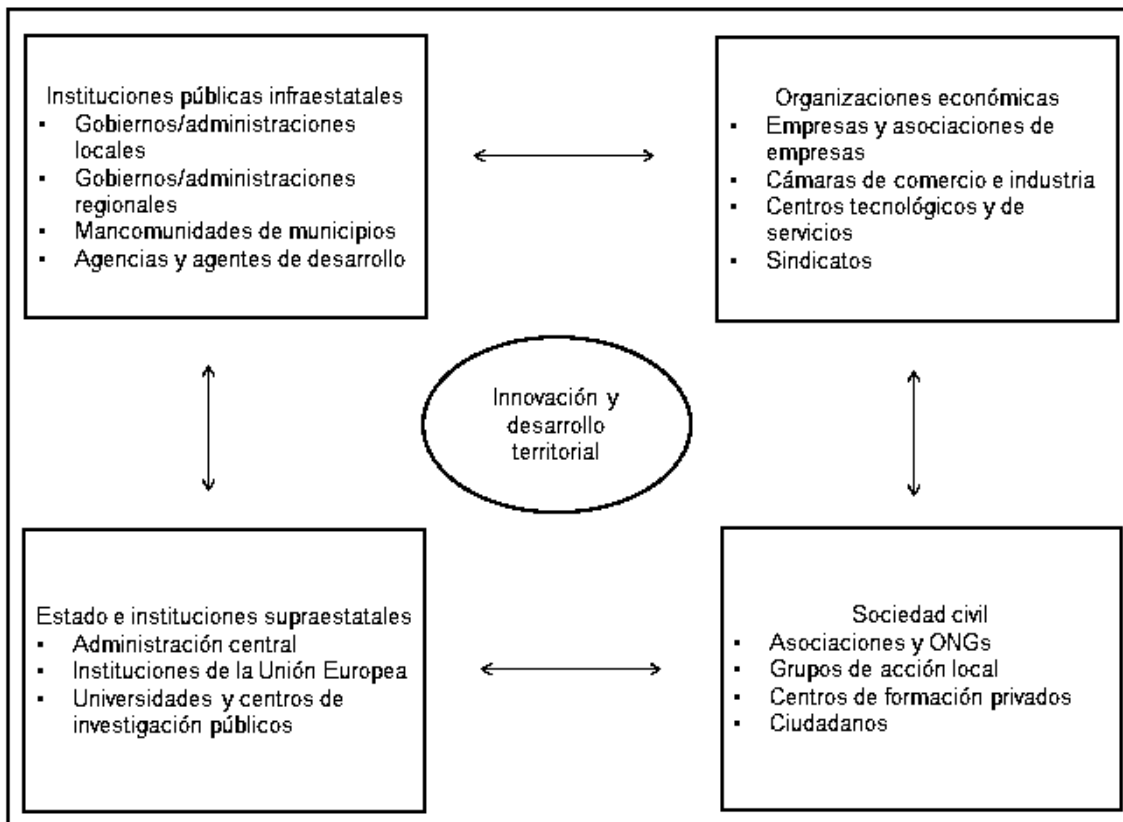 Instituciones públicas infraestatales
▪ Gobiernos/administraciones
locales
▪ Gobiernos/administraciones
regionales
▪ Mancomunidades de municipios
▪ Agencias y agentes de desarrollo
Organizaciones económicas
▪ Empresas y asociaciones de
empresas
▪ Cámaras de comercio e industria
▪ Centros tecnológicos y de
servicios
▪ Sindicatos
Innovación y
desarrollo
territorial
Estado e instituciones supraestatales
▪ Administración central
▪ Instituciones de la Unión Europea
▪ Universidades y centros de
investigación públicos
Sociedad civil
▪ Asociaciones y ONGs
▪ Grupos de acción local
▪ Centros de formación privados
▪ Ciudadanos